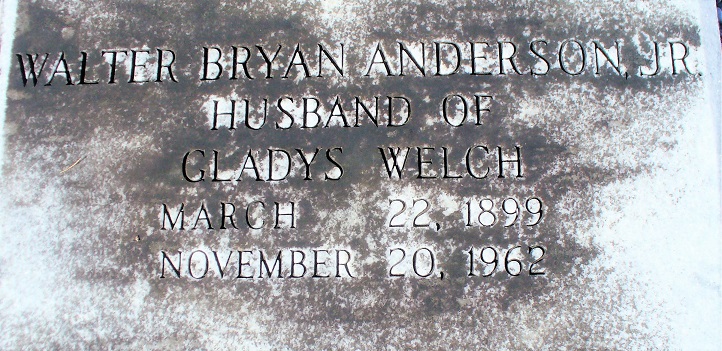 WALTER BRYAN ANDERSON, JR.
HUSBAND OF
GLADYS WELCH
MARCH 22, 1899
NOVEMBER 20, 1962